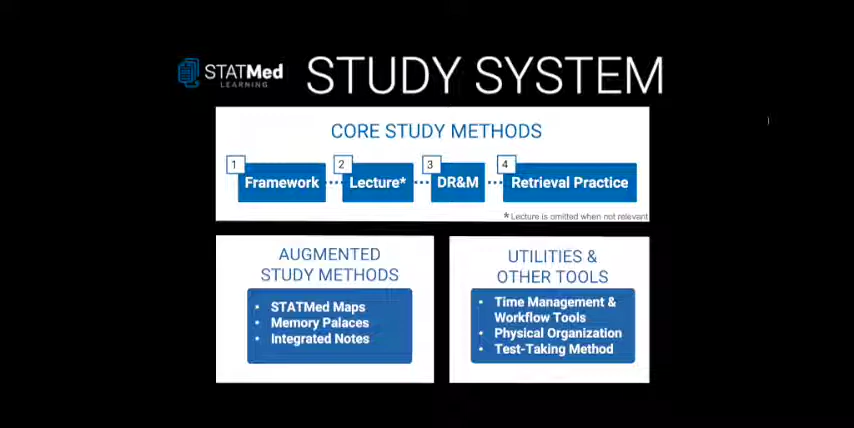 STATMed
LEARNING
STUDY SYSTEM
CORE STUDY METHODS
1
Framework
2
Lecture*
3
DR&M
4
Retrieval Practice
* Lecture is omitted when not relevant
AUGMENTED
STUDY METHODS
• STATMed Maps
• Memory Palaces
• Integrated Notes
UTILITIES &
OTHER TOOLS
• Time Management &
Workflow Tools
• Physical Organization
• Test-Taking Method